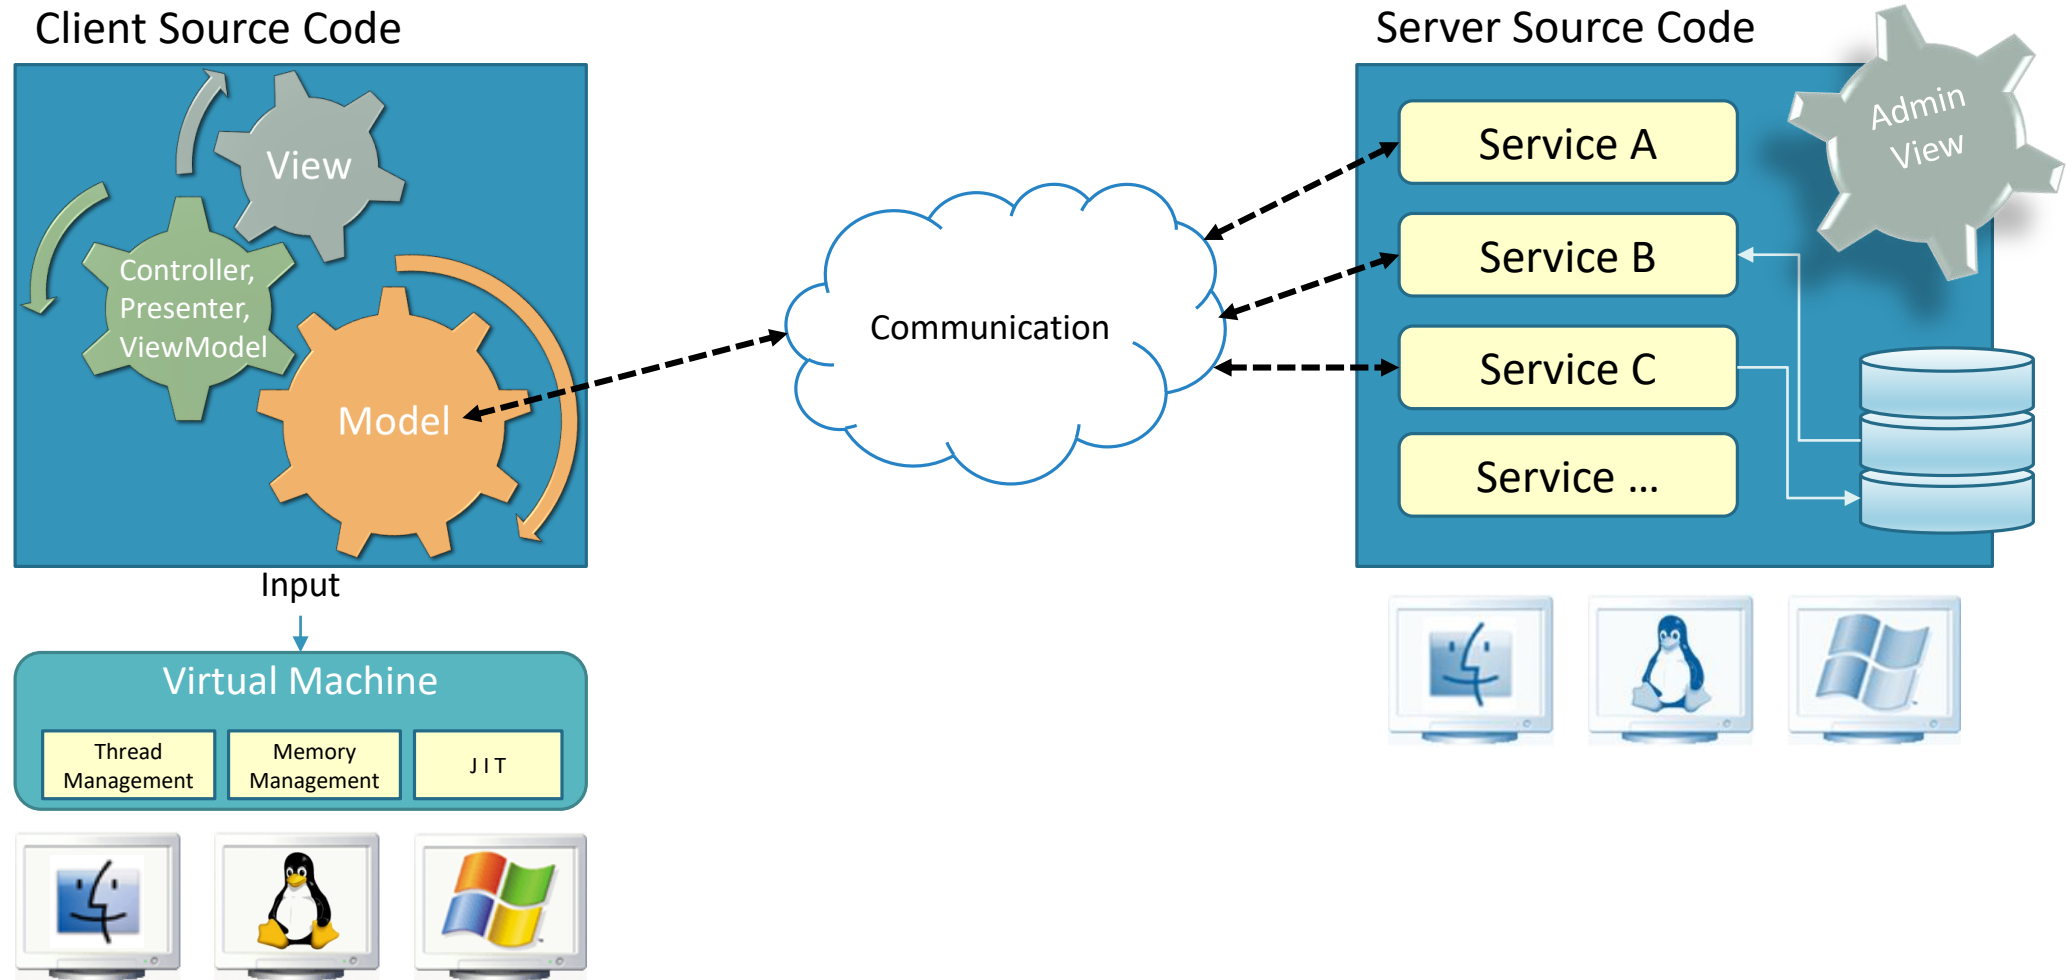 Client Source Code
View
Controller,
Presenter,
ViewModel
Model
Input
Virtual Machine
Thread
Management
Memory
Management
J I T
Communication
Server Source Code
Admin
View
Service A
Service B
Service C
Service ...